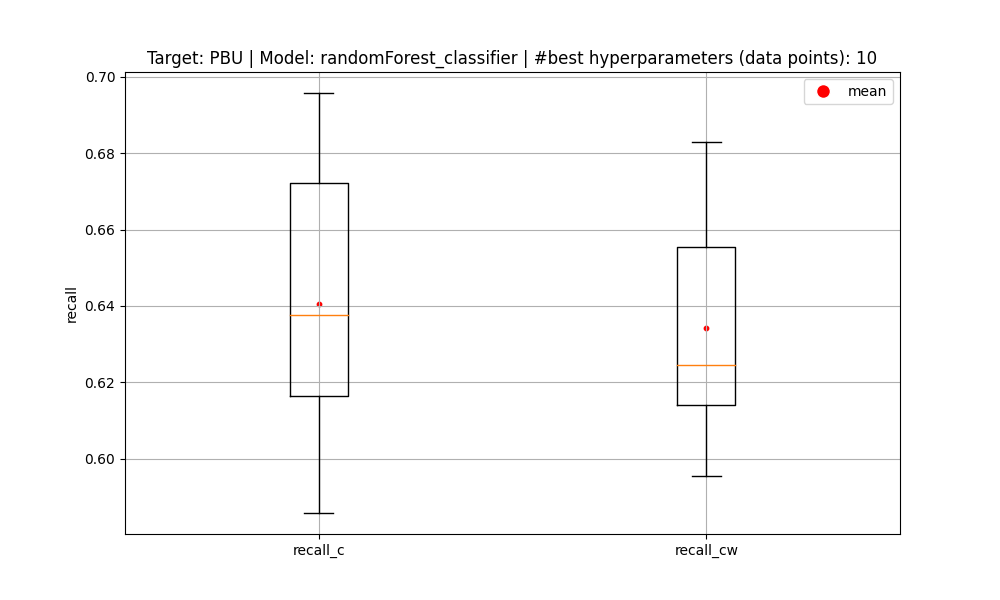 Target: PBU | Model: randomForest_classifier | #best hyperparameters (data points): 10
mean
0.70
0.68
0.66
0.64
0.62
0.60
recall
recall_c
recall_cw